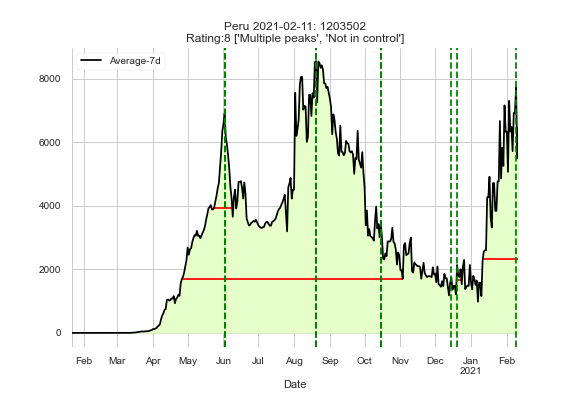 Peru 2021-02-11: 1203502
Rating:8 ['Multiple peaks', 'Not in control']
Average-7d
8000
6000
4000
2000
0
Feb Mar Apr May Jun Jul Aug Sep Oct Nov Dec Jan Feb
2021
Date